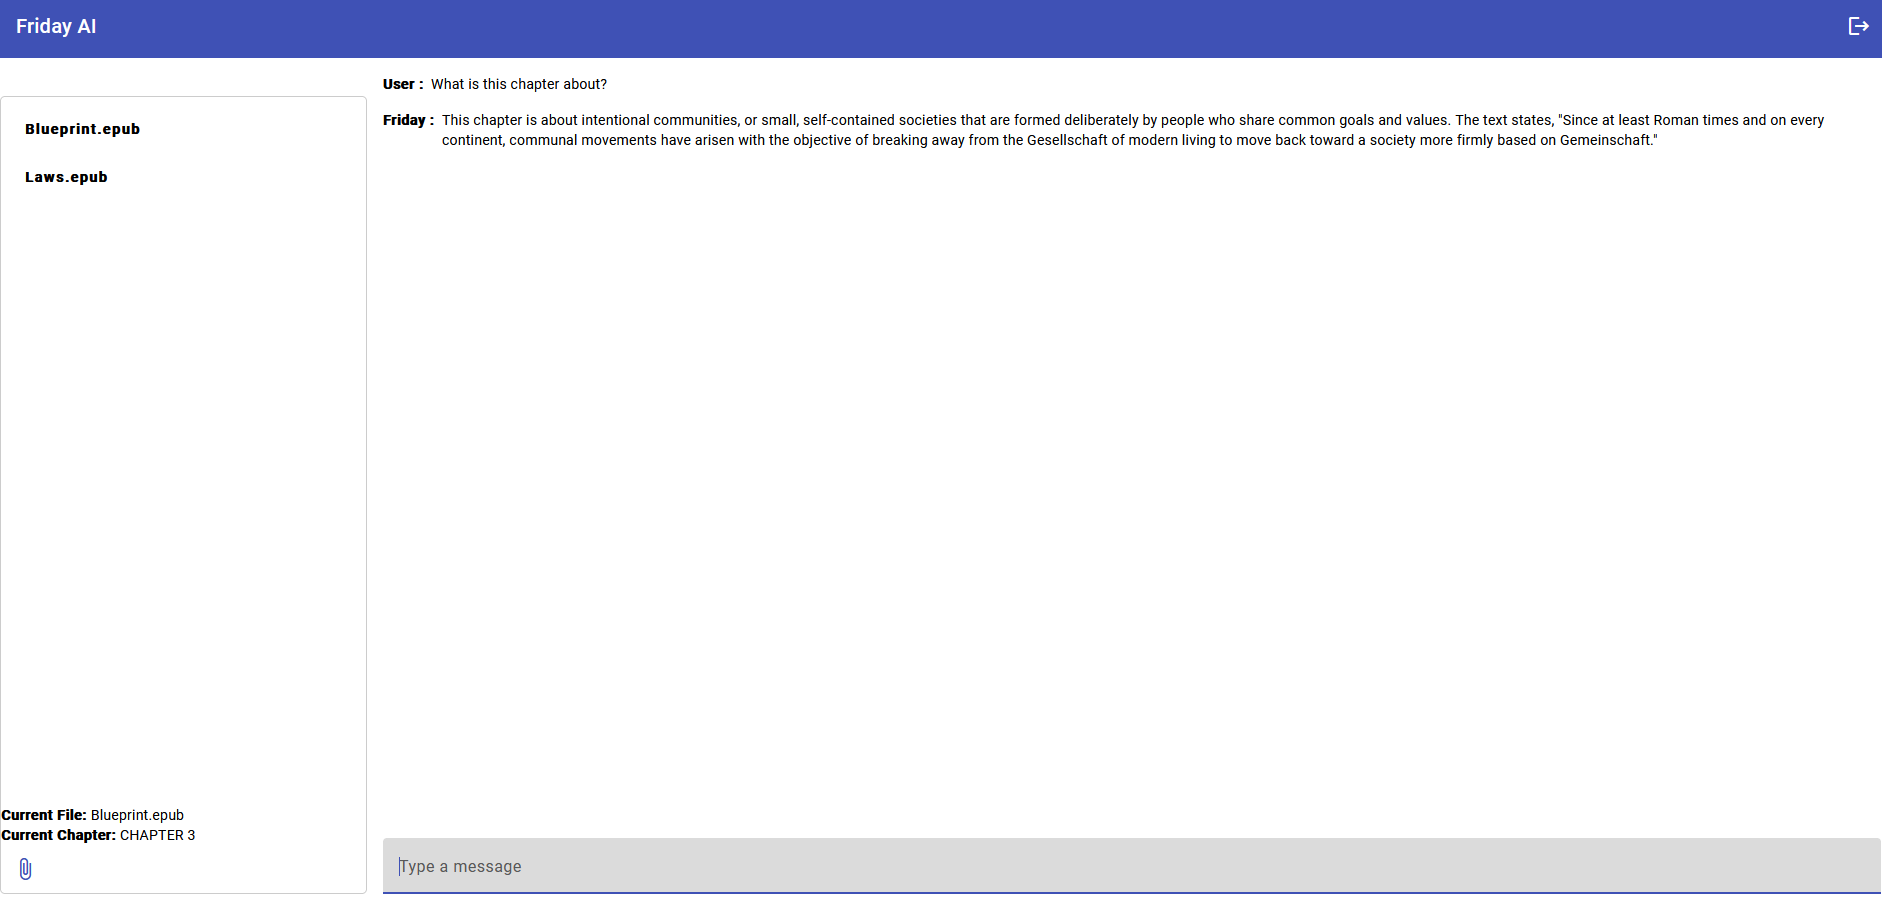 Friday AI
Blueprint.epub
Laws.epub
Current File: Blueprint.epub
Current Chapter: CHAPTER 3
User : What is this chapter about?
Friday : This chapter is about intentional communities, or small, self-contained societies that are formed deliberately by people who share common goals and values. The text states, "Since at least Roman times and on every
continent, communal movements have arisen with the objective of breaking away from the Gesellschaft of modern living to move back toward a society more firmly based on Gemeinschaft."
Type a message